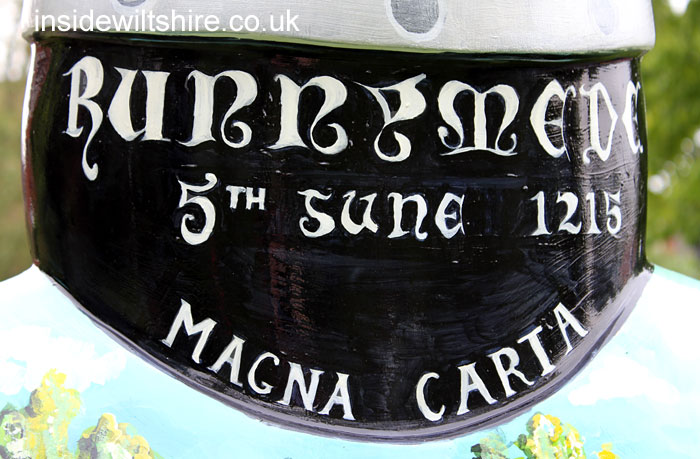 insidewiltshire.co.uk
RUNNYMEDE
5TH JUNE 1215
MAGNA CARTA